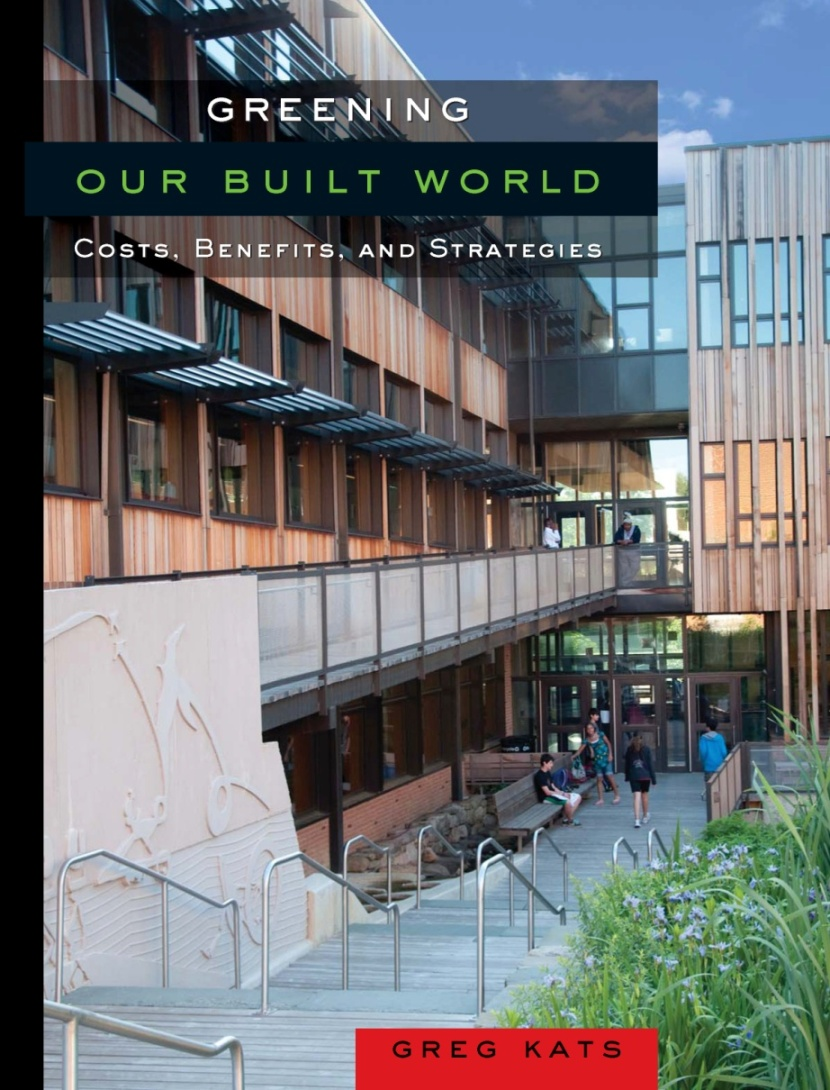 GREENING
OUR BUILT WORLD
COSTS, BENEFITS, AND STRATEGIES
GREG KATS